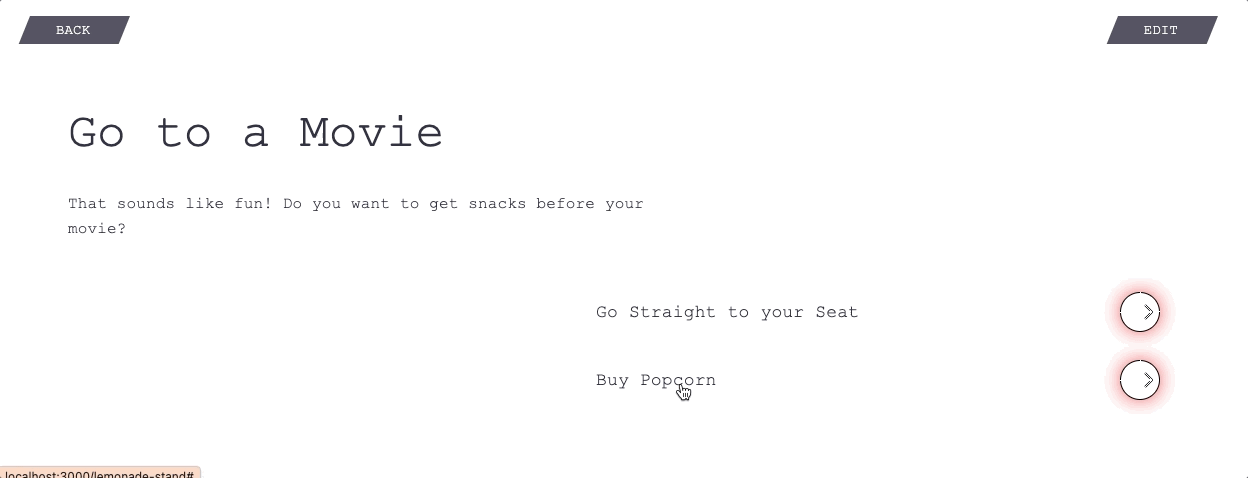 BACK
EDIT
Go to a Movie
That sounds like fun! Do you want to get snacks before your
movie?
Go Straight to your Seat
Buy Popcorn
localhost:3000/lemonade-stand#